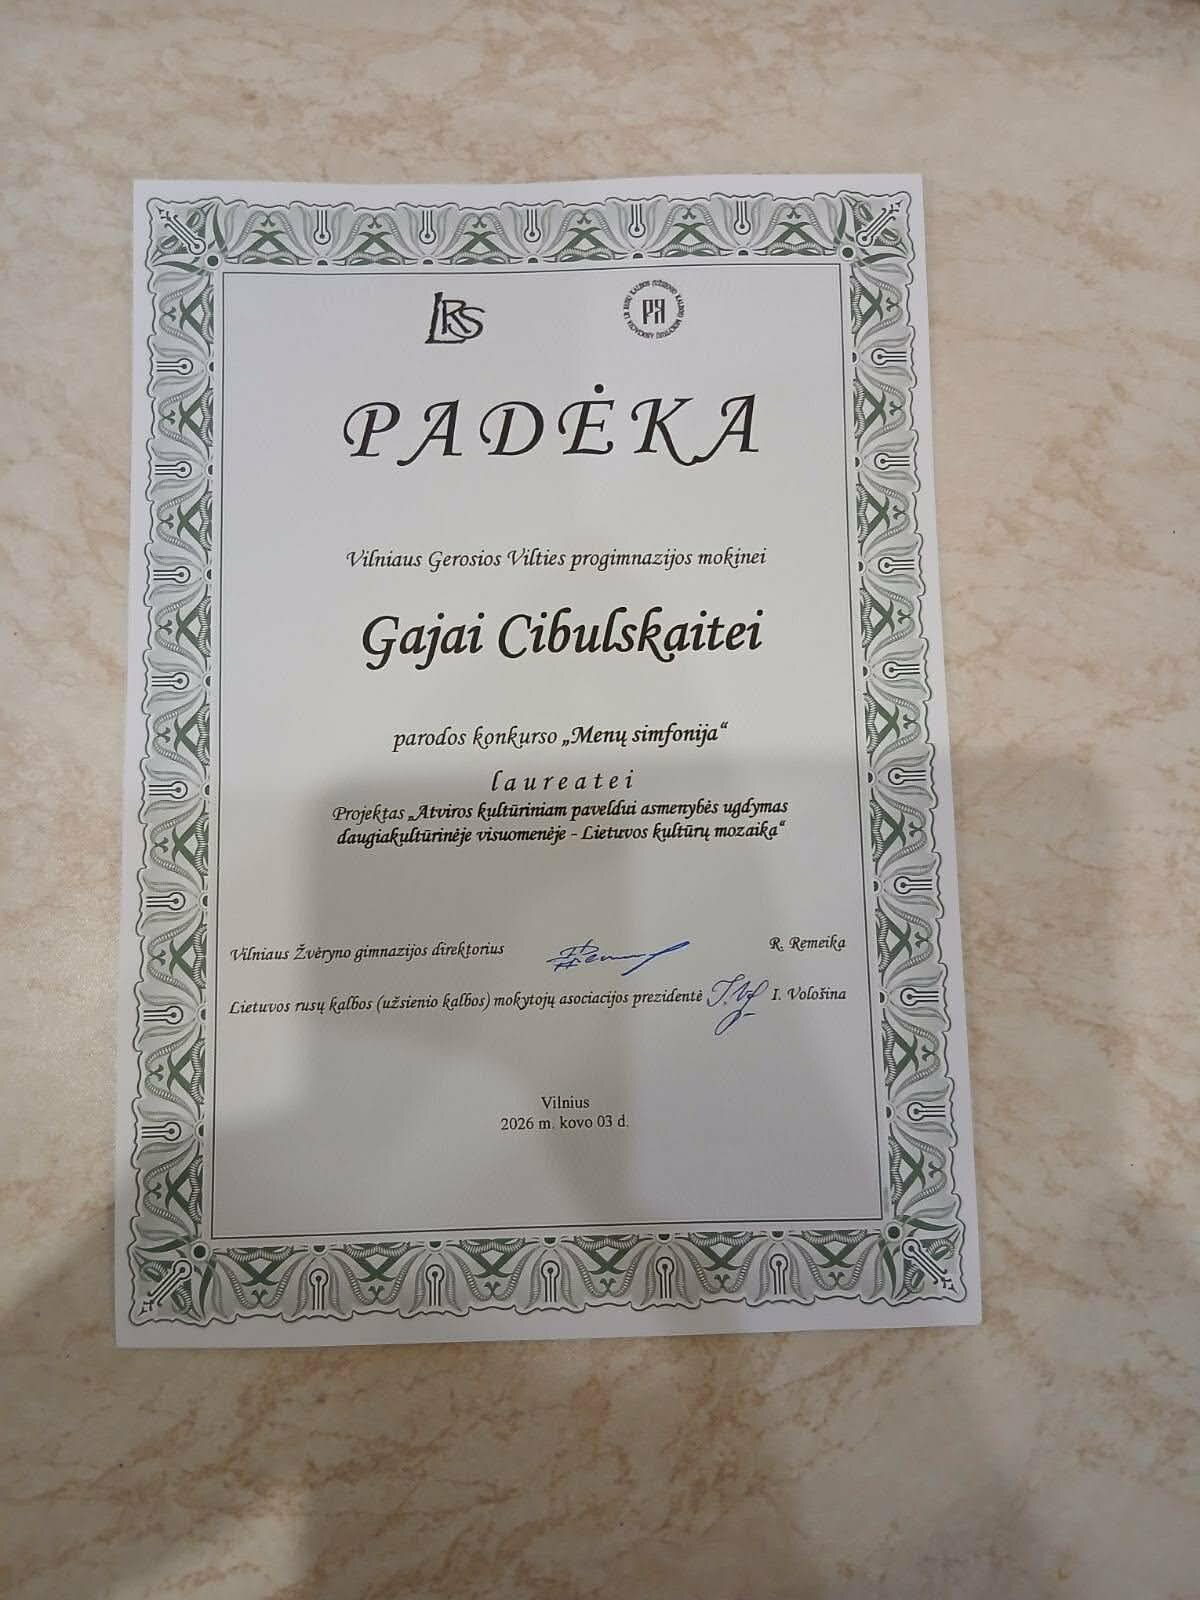 LRS
PЯ
PADĖKA
Vilniaus Gerosios Vilties progimnazijos mokinei
Gajai Cibulskaitei
parodos konkurso „Menų simfonija“
laureatei
Projektas „Atviros kultūriniam paveldui asmenybės ugdymas
daugiakultūrinėje visuomenėje - Lietuvos kultūrų mozaika“
Vilniaus Žvėryno gimnazijos direktorius R. Remeika
Lietuvos rusų kalbos (užsienio kalbos) mokytojų asociacijos prezidentė I. Vološina
Vilnius
2026 m. kovo 03 d.